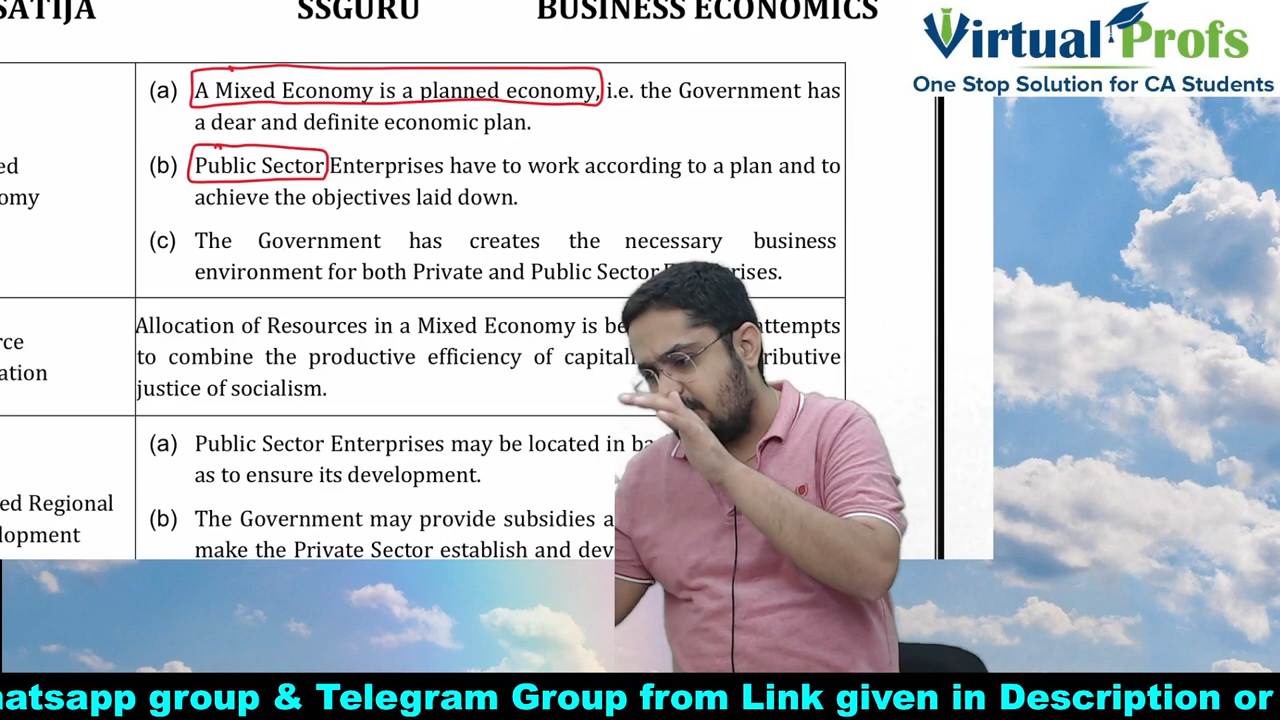 SATIJA SSGURU BUSINESS ECONOMICS
Virtual Profs
One Stop Solution for CA Students
(a) A Mixed Economy is a planned economy, i.e. the Government has
a dear and definite economic plan.
ed
omy
(b) Public Sector Enterprises have to work according to a plan and to
achieve the objectives laid down.
(c) The Government has creates the necessary business
environment for both Private and Public Sector rises.
rce
ation
Allocation of Resources in a Mixed Economy is be ttempts
to combine the productive efficiency of capital ributive
justice of socialism.
ed Regional
lopment
(a) Public Sector Enterprises may be located in ba
as to ensure its development.
(b) The Government may provide subsidies a
make the Private Sector establish and dev
hatsapp group & Telegram Group from Link given in Description or